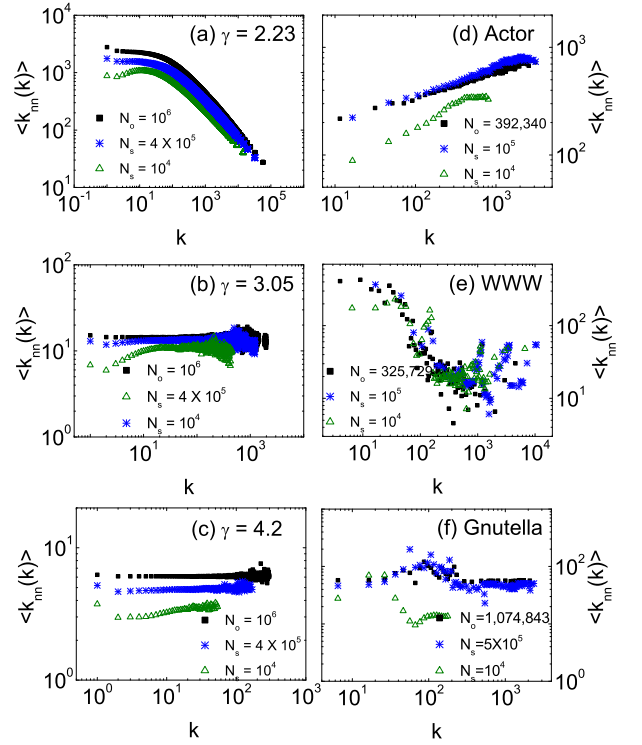 (a) γ = 2.23
10^4
10^3
10^2
10^1
<k_nn(k)>
N_o = 10^6
N_s = 4 X 10^5
N_s = 10^4
10^-1 10^1 10^3 10^5
k
(d) Actor
10^3
10^2
<k_nn(k)>
N_o = 392,340
N_s = 10^5
N_s = 10^4
10^1 10^2 10^3
k
(b) γ = 3.05
10^2
10^1
10^0
<k_nn(k)>
N_o = 10^6
N_s = 4 X 10^5
N_s = 10^4
10^1 10^3
k
(e) WWW
10^2
10^1
<k_nn(k)>
N_o = 325,729
N_s = 10^5
N_s = 10^4
10^1 10^2 10^3 10^4
k
(c) γ = 4.2
10^1
10^0
<k_nn(k)>
N_o = 10^6
N_s = 4 X 10^5
N_s = 10^4
10^0 10^1 10^2 10^3
k
(f) Gnutella
10^2
10^1
10^0
<k_nn(k)>
N_o=1,074,843
N_s=5X10^5
N_s=10^4
10^1 10^2 10^3
k